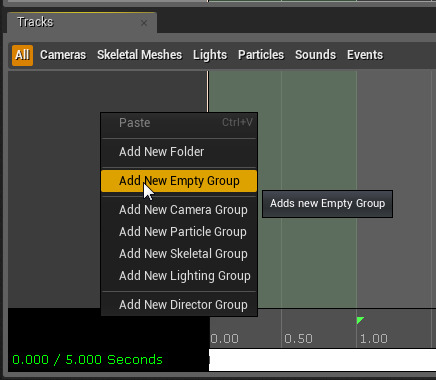 Tracks
All Cameras Skeletal Meshes Lights Particles Sounds Events
Paste Ctrl+V
Add New Folder
Add New Empty Group
Adds new Empty Group
Add New Camera Group
Add New Particle Group
Add New Skeletal Group
Add New Lighting Group
Add New Director Group
0.00 0.50 1.00
0.000 / 5.000 Seconds